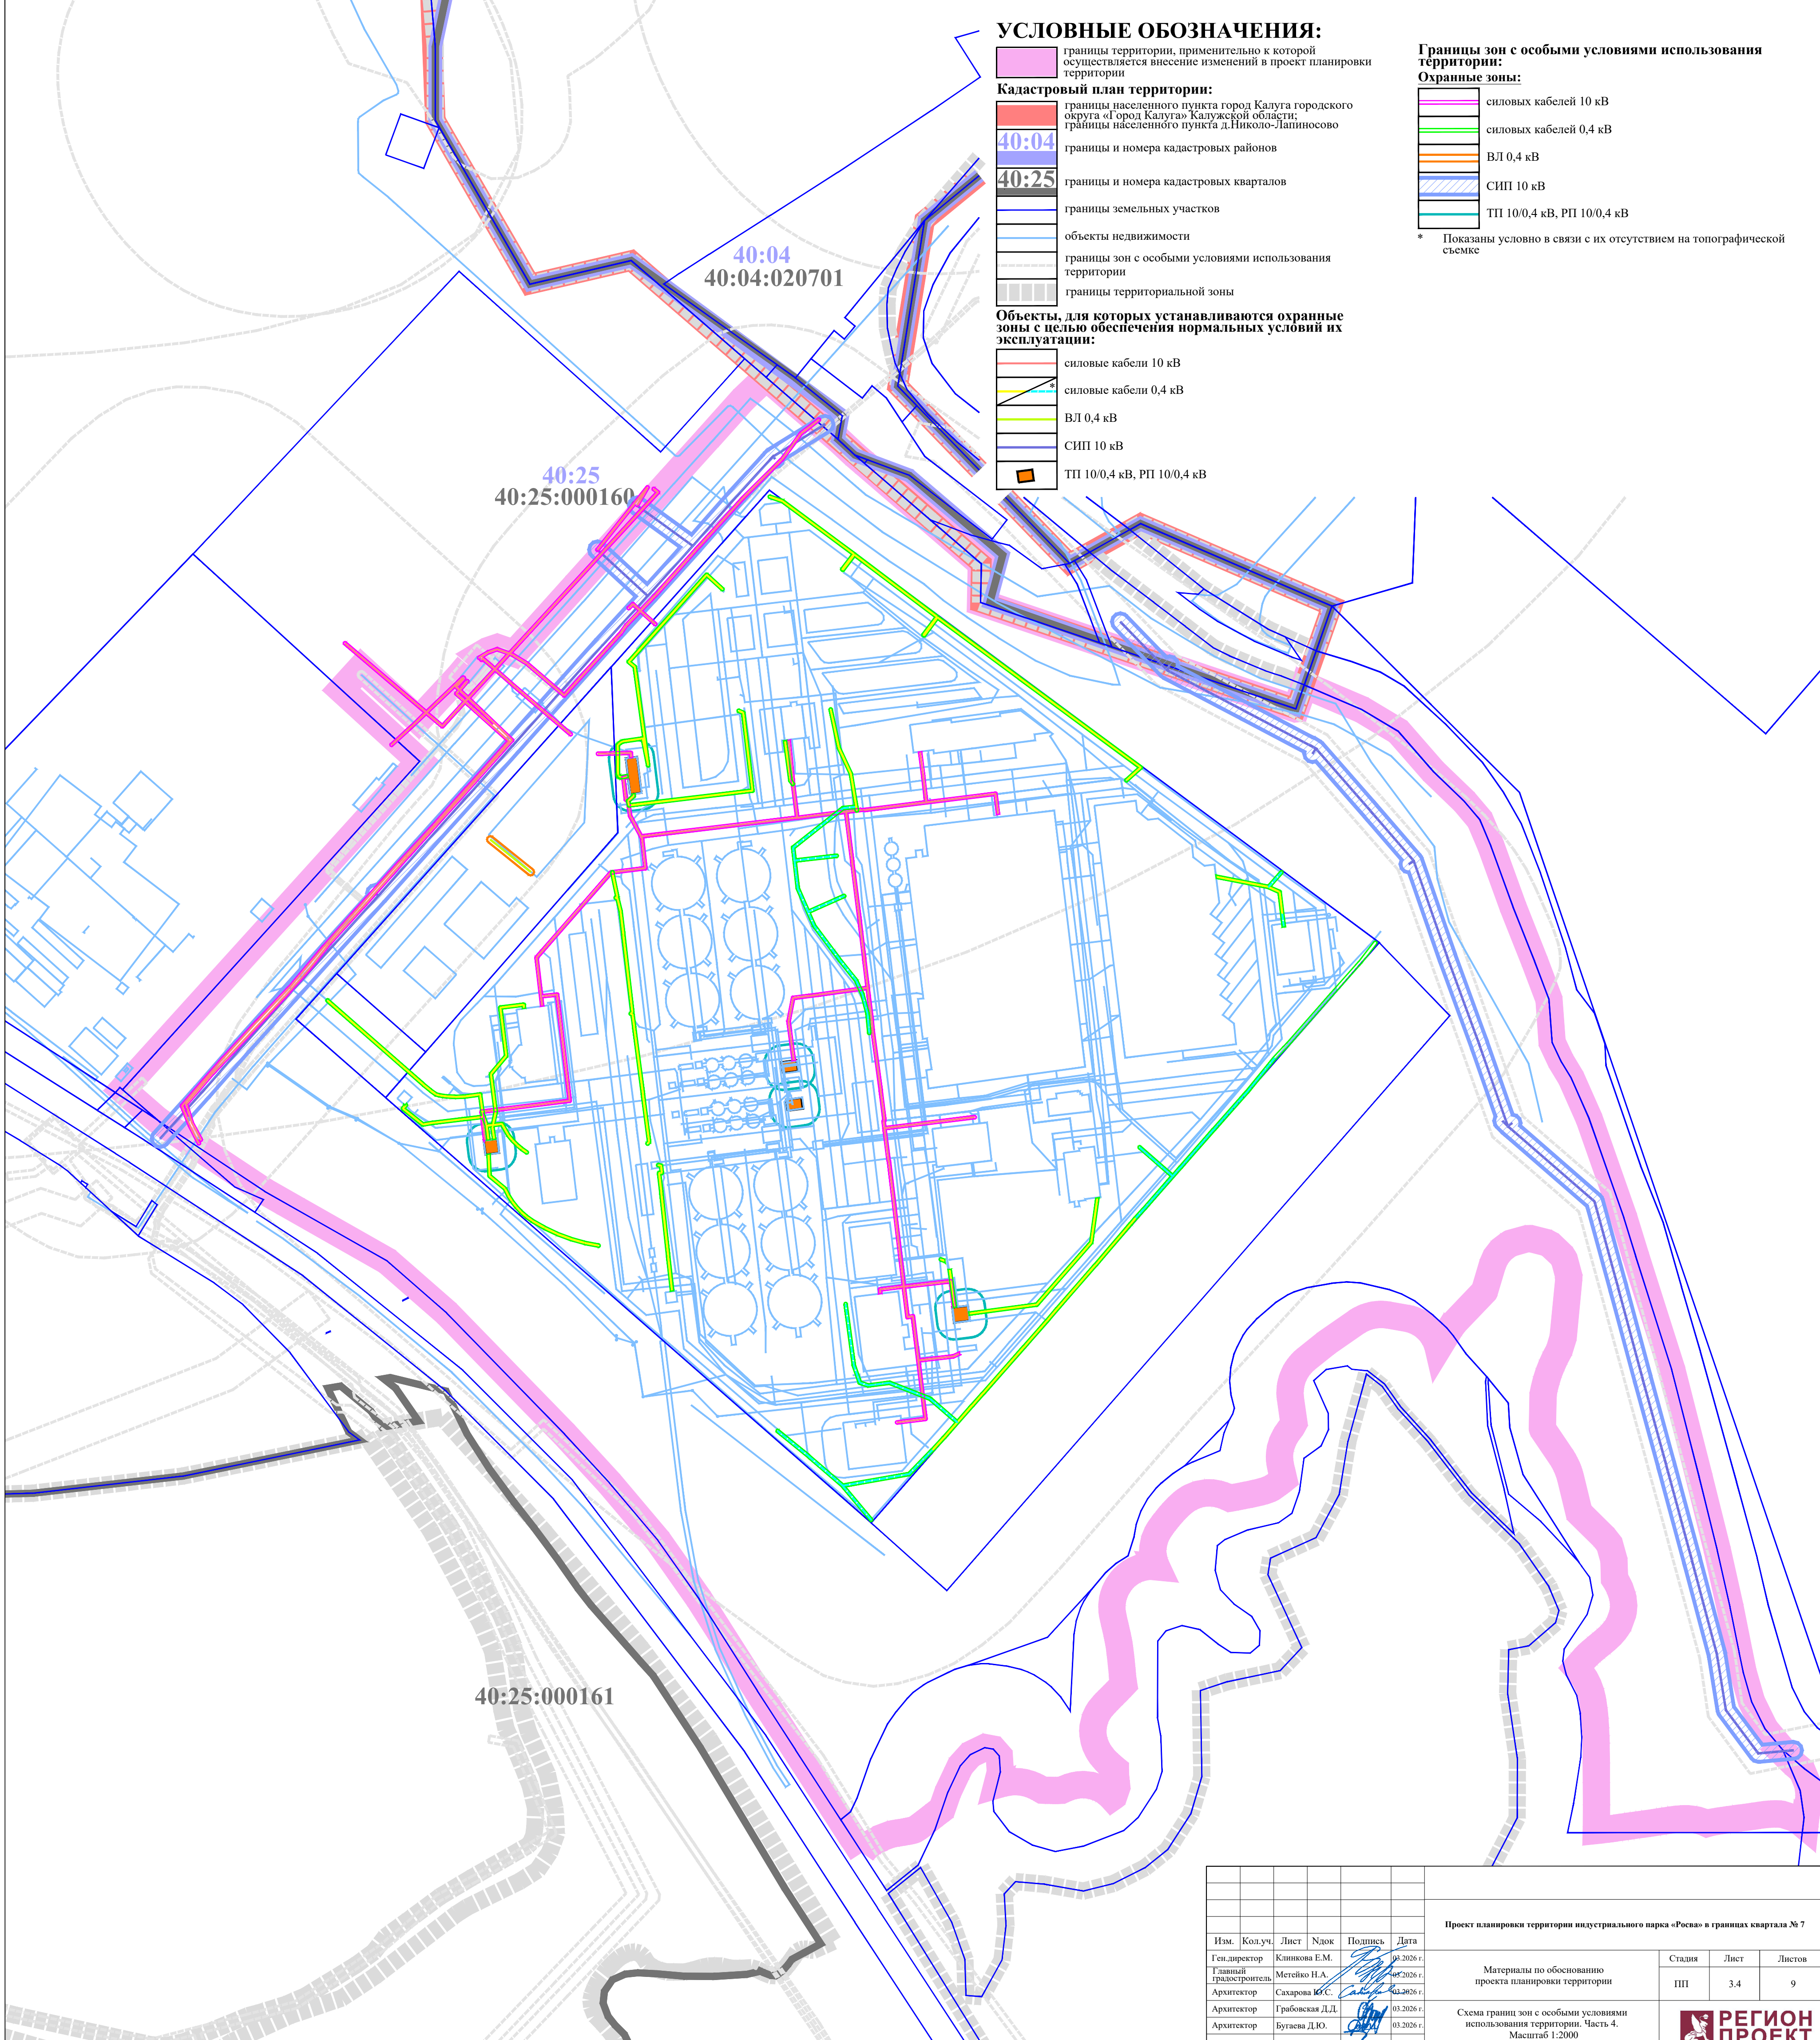 УСЛОВНЫЕ ОБОЗНАЧЕНИЯ:
границы территории, применительно к которой
осуществляется внесение изменений в проект планировки
территории
Кадастровый план территории:
границы населенного пункта город Калуга городского
округа «Город Калуга» Калужской области;
границы населенного пункта д.Николо-Лапиносово
40:04
границы и номера кадастровых районов
40:25
границы и номера кадастровых кварталов
границы земельных участков
объекты недвижимости
границы зон с особыми условиями использования
территории
границы территориальной зоны
Объекты, для которых устанавливаются охранные
зоны с целью обеспечения нормальных условий их
эксплуатации:
силовые кабели 10 кВ
*
силовые кабели 0,4 кВ
ВЛ 0,4 кВ
СИП 10 кВ
ТП 10/0,4 кВ, РП 10/0,4 кВ
Границы зон с особыми условиями использования
территории:
Охранные зоны:
силовых кабелей 10 кВ
силовых кабелей 0,4 кВ
ВЛ 0,4 кВ
СИП 10 кВ
ТП 10/0,4 кВ, РП 10/0,4 кВ
* Показаны условно в связи с их отсутствием на топографической
съемке
40:04
40:04:020701
40:25
40:25:000160
40:25:000161
Проект планировки территории индустриального парка «Росва» в границах квартала № 7
Изм. Кол.уч. Лист Nдок Подпись Дата
Ген.директор Клинкова Е.М. 03.2026 г.
Главный
градостроитель Метейко Н.А. 03.2026 г.
Архитектор Сахарова Ю.С. 03.2026 г.
Архитектор Грабовская Д.Д. 03.2026 г.
Архитектор Бугаева Д.Ю. 03.2026 г.
Материалы по обоснованию
проекта планировки территории
Стадия Лист Листов
ПП 3.4 9
Схема границ зон с особыми условиями
использования территории. Часть 4.
Масштаб 1:2000
РЕГИОН
ПРОЕКТ